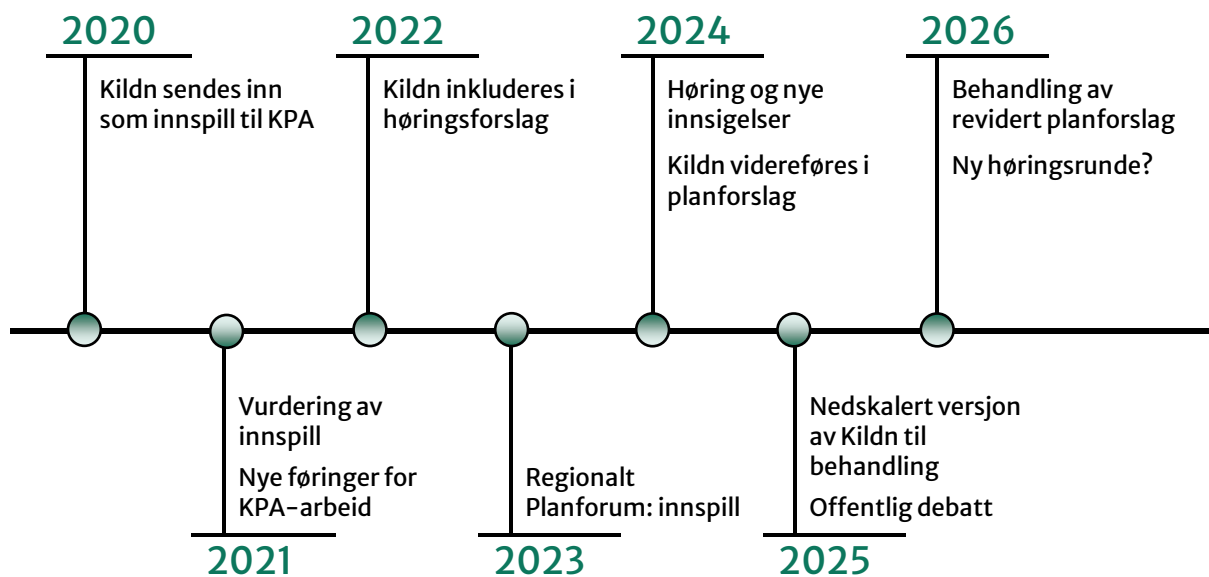 2020
Kildn sendes inn
som innspill til KPA
2021
Vurdering av
innspill
Nye føringer for
KPA-arbeid
2022
Kildn inkluderes i
høringsforslag
2023
Regionalt
Planforum: innspill
2024
Høring og nye
innsigelser
Kildn videreføres i
planforslag
2025
Nedskalert versjon
av Kildn til
behandling
Offentlig debatt
2026
Behandling av
revidert planforslag
Ny høringsrunde?